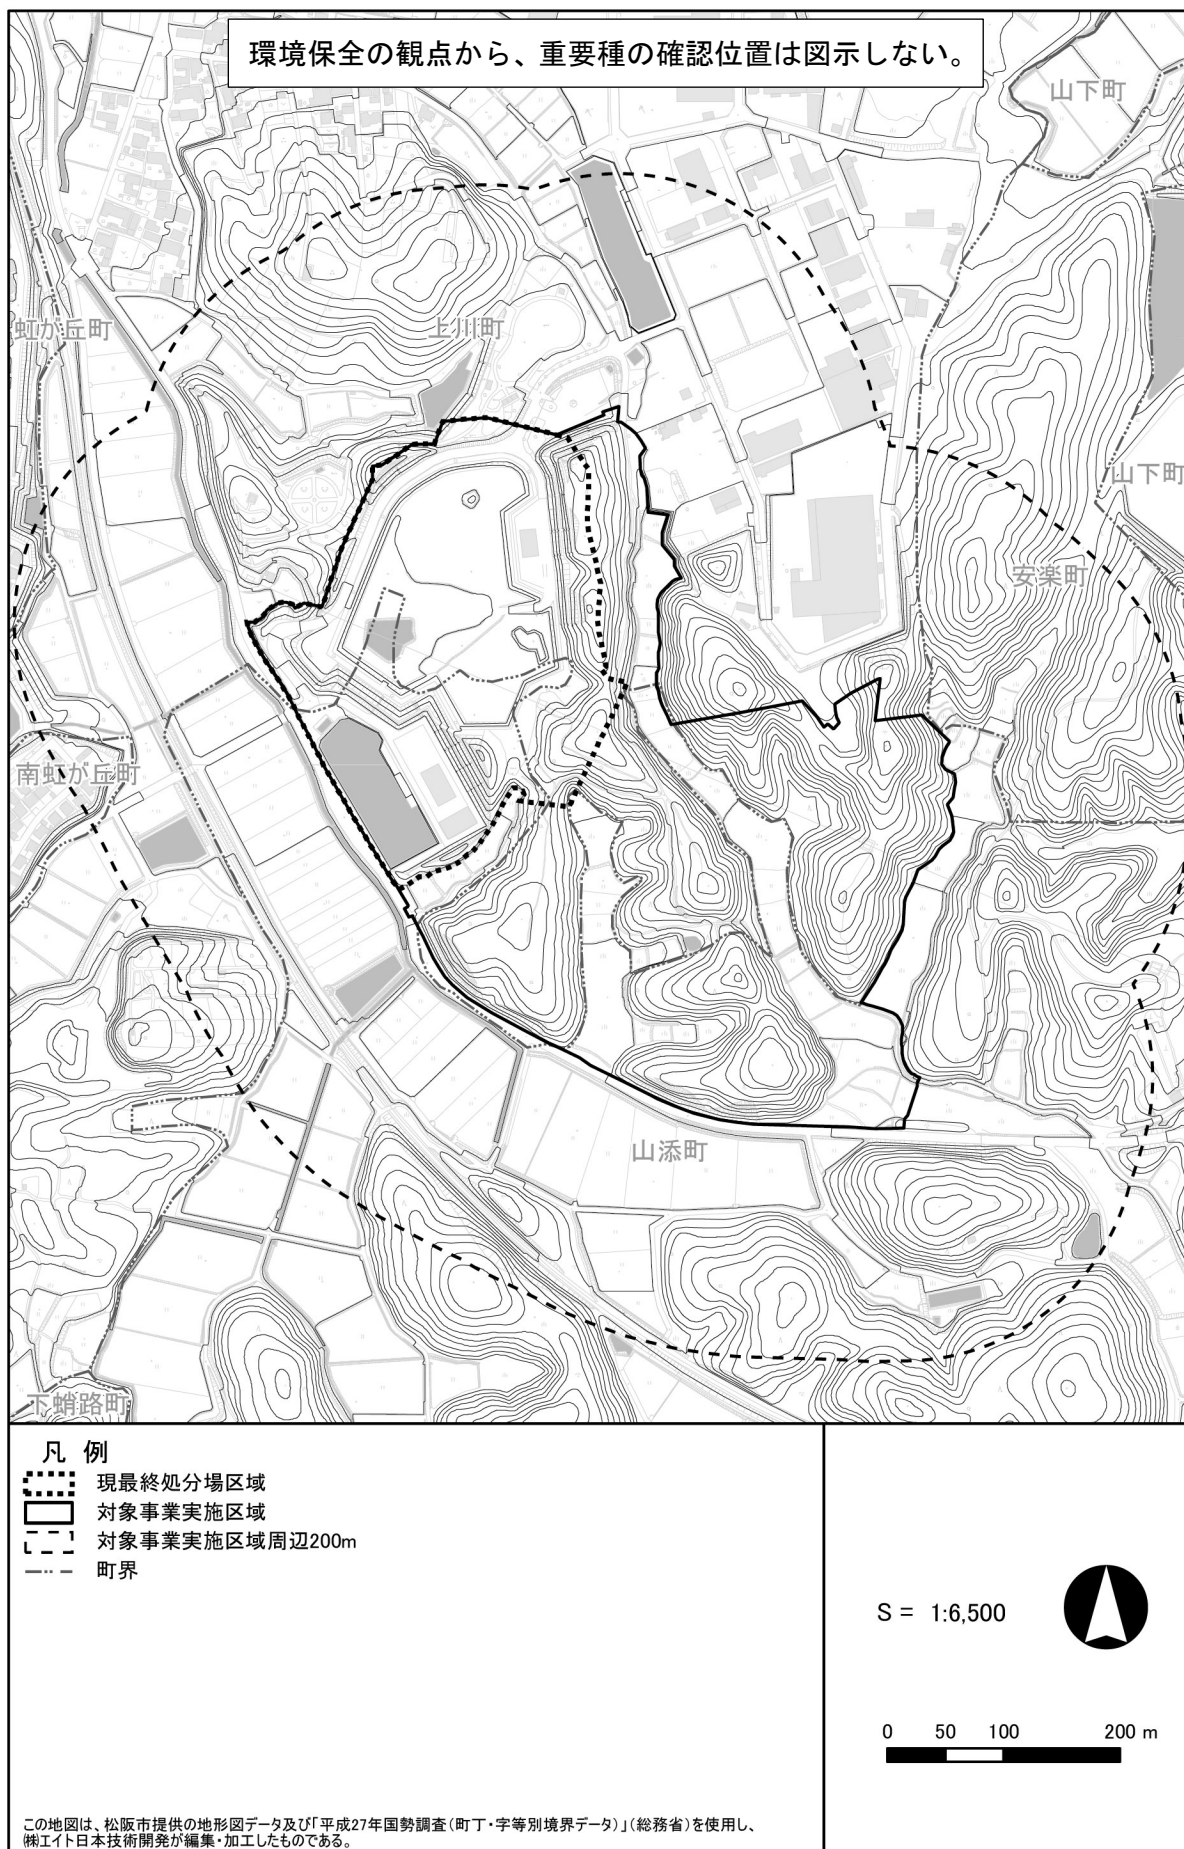 環境保全の観点から、重要種の確認位置は図示しない。
山下町
虹が丘町
上川町
山下町
安楽町
南虹が丘町
山添町
下蛸路町
凡 例
現最終処分場区域
対象事業実施区域
対象事業実施区域周辺200m
町界
S = 1:6,500
0 50 100 200 m
この地図は、松阪市提供の地形図データ及び「平成27年国勢調査(町丁・字等別境界データ)」(総務省)を使用し、
㈱エイト日本技術開発が編集・加工したものである。